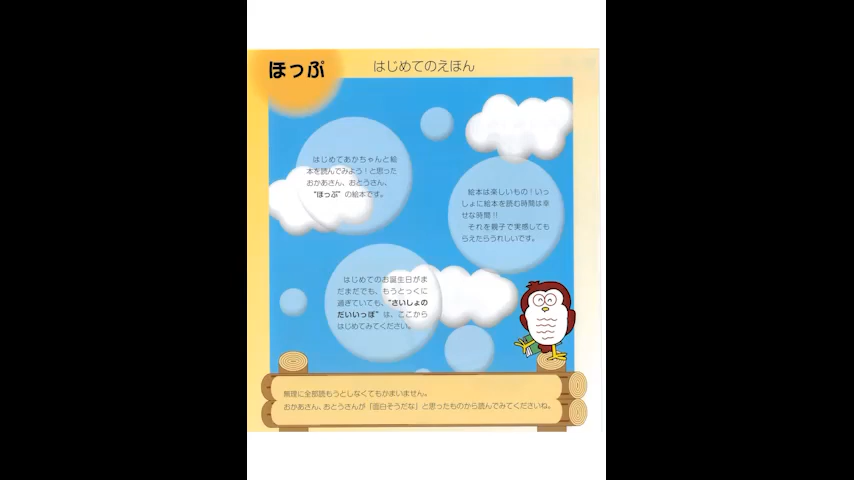 ほっぷ
はじめてのえほん
はじめてあかちゃんと絵
本を読んでみよう！と思った
おかあさん、おとうさん、
“ほっぷ”の絵本です。
絵本は楽しいもの！いっ
しょに絵本を読む時間は幸
せな時間!!
それを親子で実感しても
らえたらうれしいです。
はじめてのお誕生日がま
だまだでも、もうとっくに
過ぎていても、“さいしょの
だいいっぽ”は、ここから
はじめてみてください。
無理に全部読もうとしなくてもかまいません。
おかあさん、おとうさんが「面白そうだな」と思ったものから読んでみてくださいね。